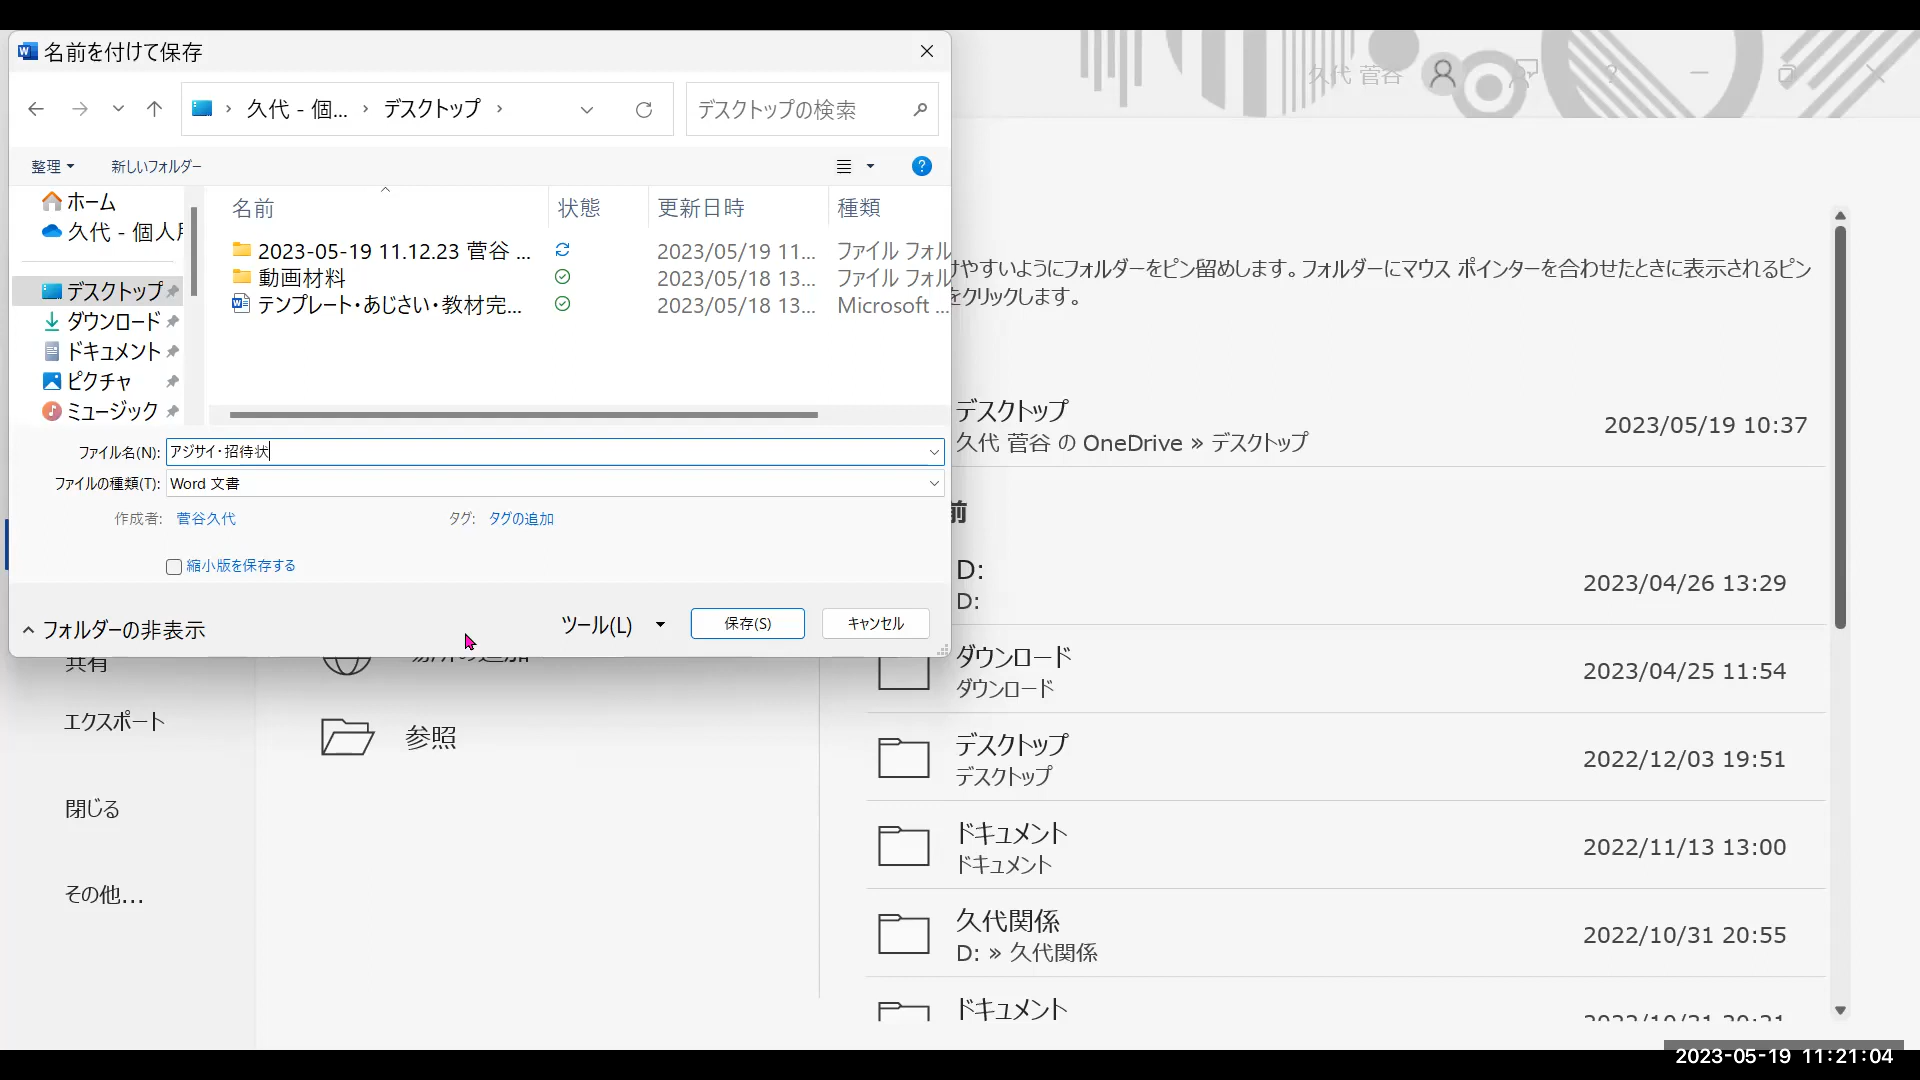 名前を付けて保存
久代 - 個... › デスクトップ ›
デスクトップの検索
整理
新しいフォルダー
ホーム
久代 - 個人用
デスクトップ
ダウンロード
ドキュメント
ピクチャ
ミュージック
名前 状態 更新日時 種類
2023-05-19 11.12.23 菅谷 ... 2023/05/19 11... ファイル フォル
動画材料 2023/05/18 13... ファイル フォル
テンプレート・あじさい・教材完... 2023/05/18 13... Microsoft ...
ファイル名(N): アジサイ・招待状
ファイルの種類(T): Word 文書
作成者: 菅谷久代 タグ: タグの追加
縮小版を保存する
フォルダーの非表示
ツール(L)
保存(S)
キャンセル
久代 菅谷
けやすいようにフォルダーをピン留めします。フォルダーにマウス ポインターを合わせたときに表示されるピン
をクリックします。
デスクトップ
久代 菅谷 の OneDrive » デスクトップ
2023/05/19 10:37
前
D:
D:
2023/04/26 13:29
ダウンロード
ダウンロード
2023/04/25 11:54
デスクトップ
デスクトップ
2022/12/03 19:51
ドキュメント
ドキュメント
2022/11/13 13:00
久代関係
D: » 久代関係
2022/10/31 20:55
ドキュメント
共有
エクスポート
閉じる
その他...
場所の追加
参照
2023-05-19 11:21:04